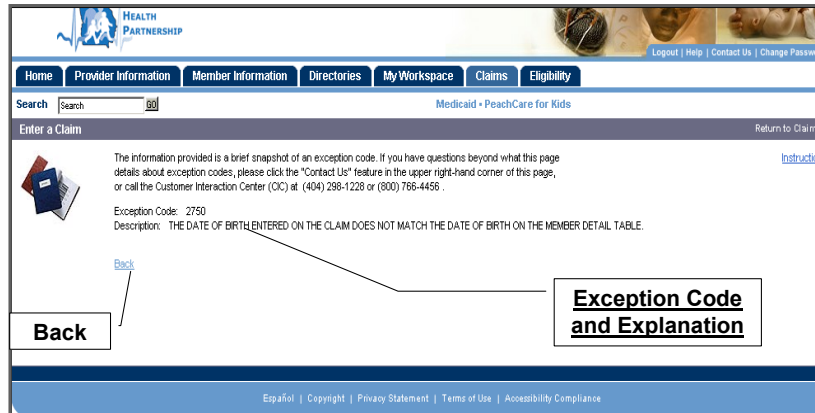 HEALTH
PARTNERSHIP
Logout | Help | Contact Us | Change
Home Provider Information Member Information Directories My Workspace Claims Eligibility
Search Search GO Medicaid • PeachCare for Kids
Enter a Claim Return to Claim
The information provided is a brief snapshot of an exception code. If you have questions beyond what this page
details about exception codes, please click the "Contact Us" feature in the upper right-hand corner of this page,
or call the Customer Interaction Center (CIC) at (404) 298-1228 or (800) 766-4456 .
Exception Code: 2750
Description: THE DATE OF BIRTH ENTERED ON THE CLAIM DOES NOT MATCH THE DATE OF BIRTH ON THE MEMBER DETAIL TABLE.
Back
Exception Code
and Explanation
Back
Español | Copyright | Privacy Statement | Terms of Use | Accessibility Compliance